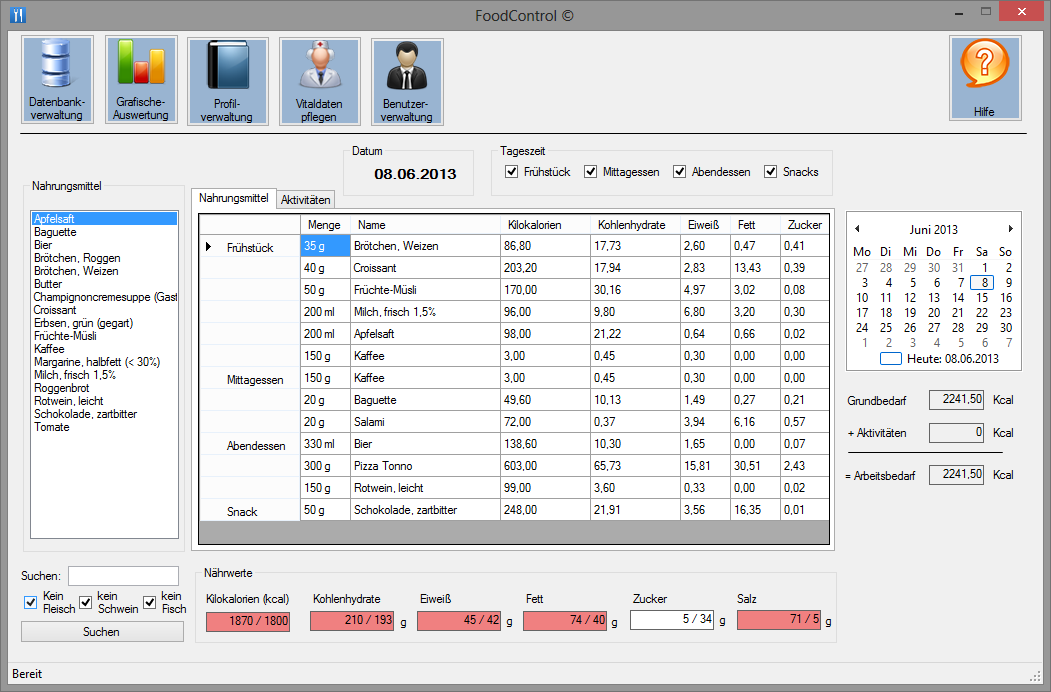 FoodControl ©
Datenbank-
verwaltung
Grafische-
Auswertung
Profil-
verwaltung
Vitaldaten
pflegen
Benutzer-
verwaltung
?
Hilfe
Datum
08.06.2013
Tageszeit
Frühstück Mittagessen Abendessen Snacks
Nahrungsmittel
Apfelsaft
Baguette
Bier
Brötchen, Roggen
Brötchen, Weizen
Butter
Champignoncremesuppe (Gast
Croissant
Erbsen, grün (gegart)
Früchte-Müsli
Kaffee
Margarine, halbfett (< 30%)
Milch, frisch 1,5%
Roggenbrot
Rotwein, leicht
Schokolade, zartbitter
Tomate
Nahrungsmittel Aktivitäten
Menge Name Kilokalorien Kohlenhydrate Eiweiß Fett Zucker
Frühstück 35 g Brötchen, Weizen 86,80 17,73 2,60 0,47 0,41
40 g Croissant 203,20 17,94 2,83 13,43 0,39
50 g Früchte-Müsli 170,00 30,16 4,97 3,02 0,08
200 ml Milch, frisch 1,5% 96,00 9,80 6,80 3,20 0,30
200 ml Apfelsaft 98,00 21,22 0,64 0,66 0,02
150 g Kaffee 3,00 0,45 0,30 0,00 0,00
Mittagessen 150 g Kaffee 3,00 0,45 0,30 0,00 0,00
20 g Baguette 49,60 10,13 1,49 0,27 0,21
20 g Salami 72,00 0,37 3,94 6,16 0,57
Abendessen 330 ml Bier 138,60 10,30 1,65 0,00 0,07
300 g Pizza Tonno 603,00 65,73 15,81 30,51 2,43
150 g Rotwein, leicht 99,00 3,60 0,33 0,00 0,02
Snack 50 g Schokolade, zartbitter 248,00 21,91 3,56 16,35 0,01
Juni 2013
Mo Di Mi Do Fr Sa So
27 28 29 30 31 1 2
3 4 5 6 7 8 9
10 11 12 13 14 15 16
17 18 19 20 21 22 23
24 25 26 27 28 29 30
1 2 3 4 5 6 7
Heute: 08.06.2013
Grundbedarf 2241,50 Kcal
+ Aktivitäten 0 Kcal
= Arbeitsbedarf 2241,50 Kcal
Suchen:
Kein
Fleisch
kein
Schwein
kein
Fisch
Suchen
Nährwerte
Kilokalorien (kcal) Kohlenhydrate Eiweiß Fett Zucker Salz
1870 / 1800 210 / 193 g 45 / 42 g 74 / 40 g 5 / 34 g 71 / 5 g
Bereit